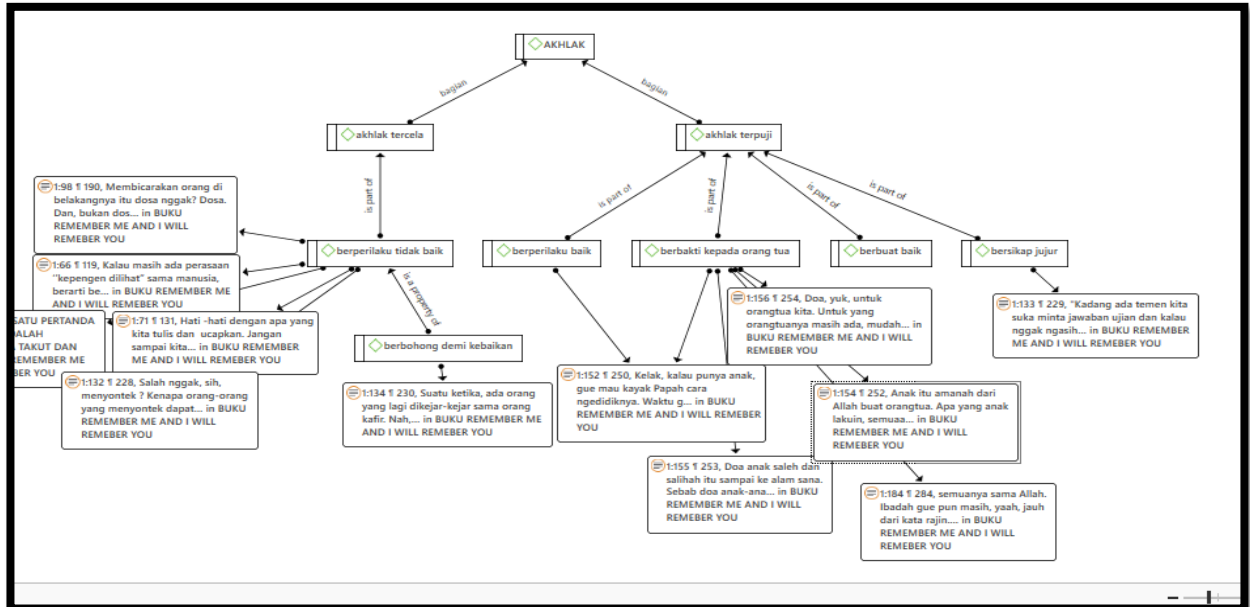 AKHLAK
bagian
bagian
akhlak tercela
akhlak terpuji
is part of
is part of
is part of
is part of
is part of
1:98 ¶ 190, Membicarakan orang di
belakangnya itu dosa nggak? Dosa.
Dan, bukan dos... in BUKU
REMEMBER ME AND I WILL
REMEBER YOU
berperilaku tidak baik
berperilaku baik
berbakti kepada orang tua
berbuat baik
bersikap jujur
1:66 ¶ 119, Kalau masih ada perasaan
"kepengen dilihat" sama manusia,
berarti be... in BUKU REMEMBER ME
AND I WILL REMEBER YOU
is a property of
SATU PERTANDA
DALAH
TAKUT DAN
REMEMBER ME
BER YOU
1:71 ¶ 131, Hati -hati dengan apa yang
kita tulis dan ucapkan. Jangan
sampai kita... in BUKU REMEMBER
ME AND I WILL REMEBER YOU
1:156 ¶ 254, Doa, yuk, untuk
orangtua kita. Untuk yang
orangtuanya masih ada, mudah... in
BUKU REMEMBER ME AND I WILL
REMEBER YOU
1:133 ¶ 229, "Kadang ada temen kita
suka minta jawaban ujian dan kalau
nggak ngasih... in BUKU REMEMBER
ME AND I WILL REMEBER YOU
berbohong demi kebaikan
1:132 ¶ 228, Salah nggak, sih,
menyontek ? Kenapa orang-orang
yang menyontek dapat... in BUKU
REMEMBER ME AND I WILL
REMEBER YOU
1:134 ¶ 230, Suatu ketika, ada orang
yang lagi dikejar-kejar sama orang
kafir. Nah,... in BUKU REMEMBER ME
AND I WILL REMEBER YOU
1:152 ¶ 250, Kelak, kalau punya anak,
gue mau kayak Papah cara
ngedidiknya. Waktu g... in BUKU
REMEMBER ME AND I WILL REMEBER
YOU
1:154 ¶ 252, Anak itu amanah dari
Allah buat orangtua. Apa yang anak
lakuin, semuaa... in BUKU
REMEMBER ME AND I WILL
REMEBER YOU
1:155 ¶ 253, Doa anak saleh dan
salihah itu sampai ke alam sana.
Sebab doa anak-ana... in BUKU
REMEMBER ME AND I WILL
REMEBER YOU
1:184 ¶ 284, semuanya sama Allah.
Ibadah gue pun masih, yaah, jauh
dari kata rajin.... in BUKU
REMEMBER ME AND I WILL
REMEBER YOU